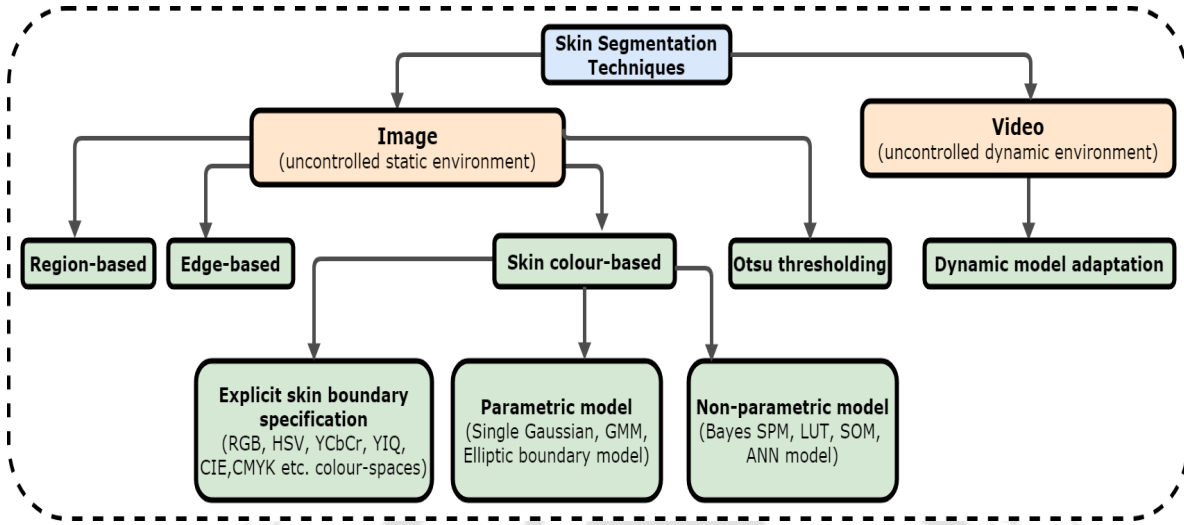 Skin Segmentation
Techniques
Image
(uncontrolled static environment)
Video
(uncontrolled dynamic environment)
Region-based
Edge-based
Skin colour-based
Otsu thresholding
Dynamic model adaptation
Explicit skin boundary
specification
(RGB, HSV, YCbCr, YIQ,
CIE,CMYK etc. colour-spaces)
Parametric model
(Single Gaussian, GMM,
Elliptic boundary model)
Non-parametric model
(Bayes SPM, LUT, SOM,
ANN model)